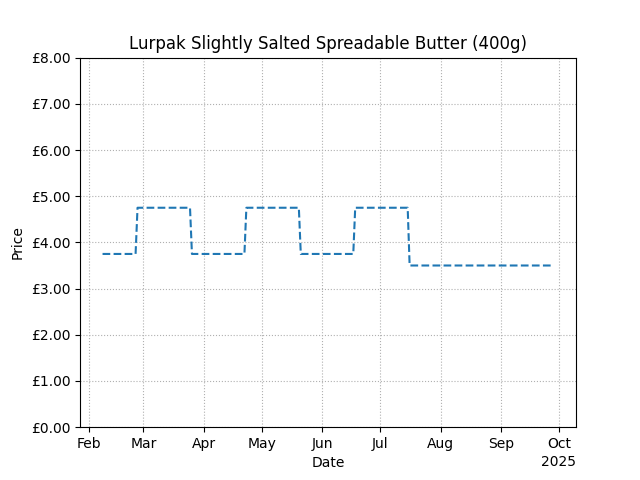 Lurpak Slightly Salted Spreadable Butter (400g)
£8.00
£7.00
£6.00
£5.00
£4.00
£3.00
£2.00
£1.00
£0.00
Price
Feb Mar Apr May Jun Jul Aug Sep Oct
2025
Date